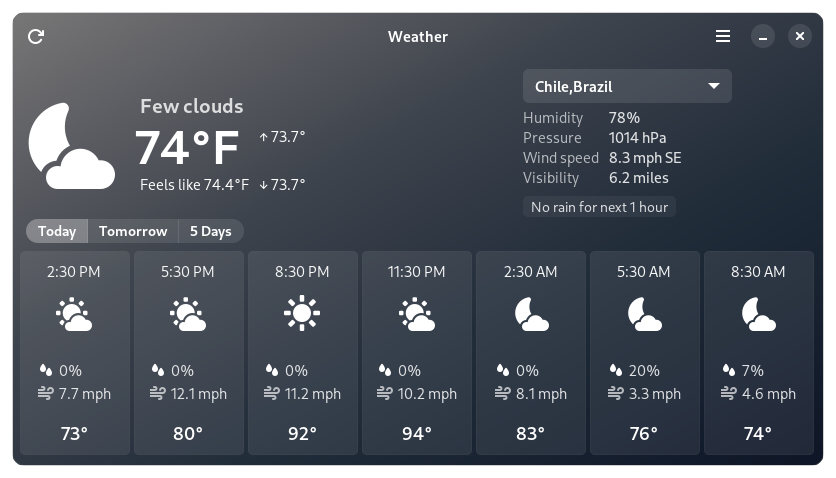 Weather
Few clouds
74°F
↑ 73.7°
Feels like 74.4°F
↓ 73.7°
Chile,Brazil
Humidity 78%
Pressure 1014 hPa
Wind speed 8.3 mph SE
Visibility 6.2 miles
No rain for next 1 hour
Today Tomorrow 5 Days
2:30 PM 5:30 PM 8:30 PM 11:30 PM 2:30 AM 5:30 AM 8:30 AM
0% 0% 0% 0% 0% 20% 7%
7.7 mph 12.1 mph 11.2 mph 10.2 mph 8.1 mph 3.3 mph 4.6 mph
73° 80° 92° 94° 83° 76° 74°